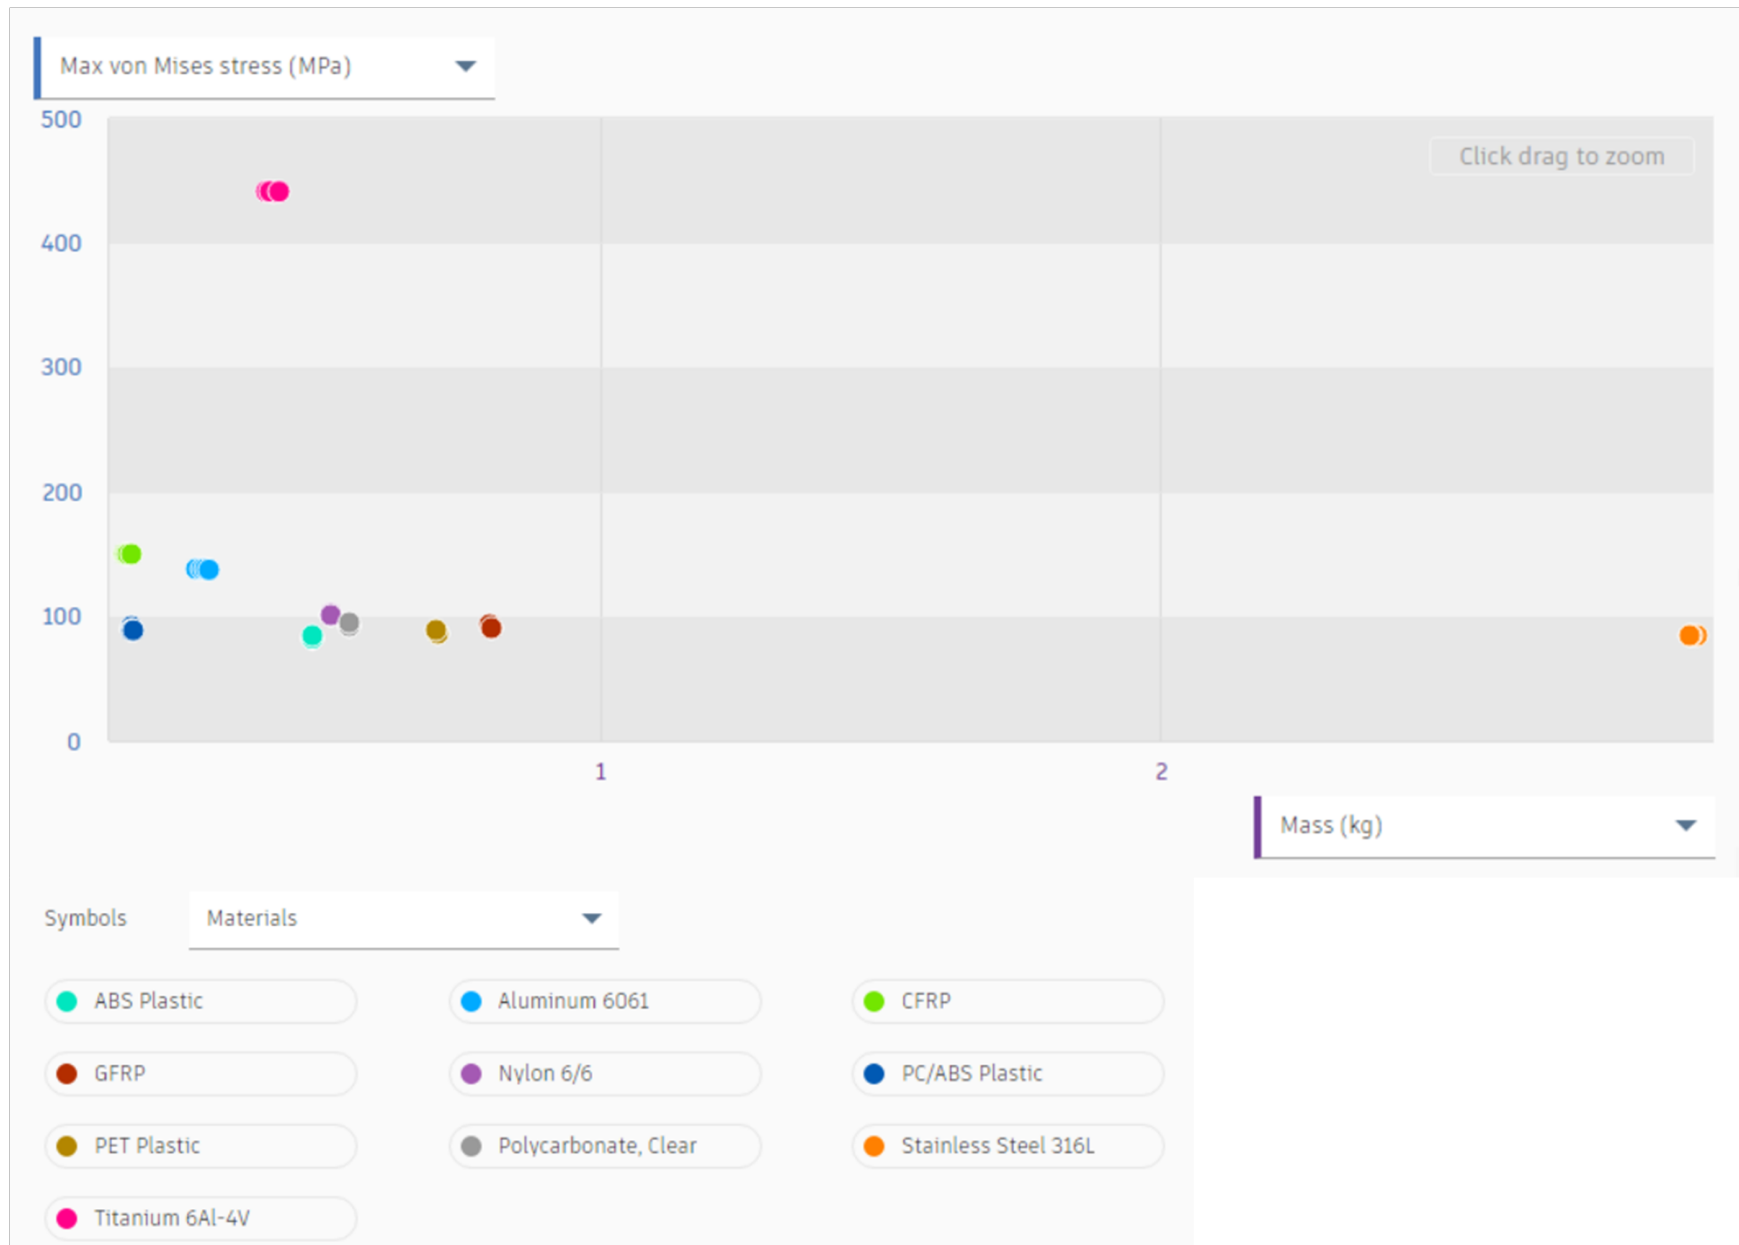 Max von Mises stress (MPa)
500
Click drag to zoom
400
300
200
100
0
1 2
Mass (kg)
Symbols Materials
ABS Plastic Aluminum 6061 CFRP
GFRP Nylon 6/6 PC/ABS Plastic
PET Plastic Polycarbonate, Clear Stainless Steel 316L
Titanium 6Al-4V